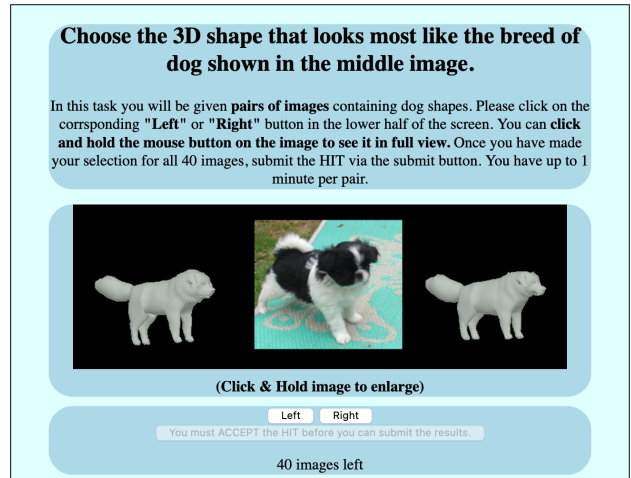 Choose the 3D shape that looks most like the breed of
dog shown in the middle image.
In this task you will be given pairs of images containing dog shapes. Please click on the
corrsponding "Left" or "Right" button in the lower half of the screen. You can click
and hold the mouse button on the image to see it in full view. Once you have made
your selection for all 40 images, submit the HIT via the submit button. You have up to 1
minute per pair.
(Click & Hold image to enlarge)
Left Right
You must ACCEPT the HIT before you can submit the results.
40 images left